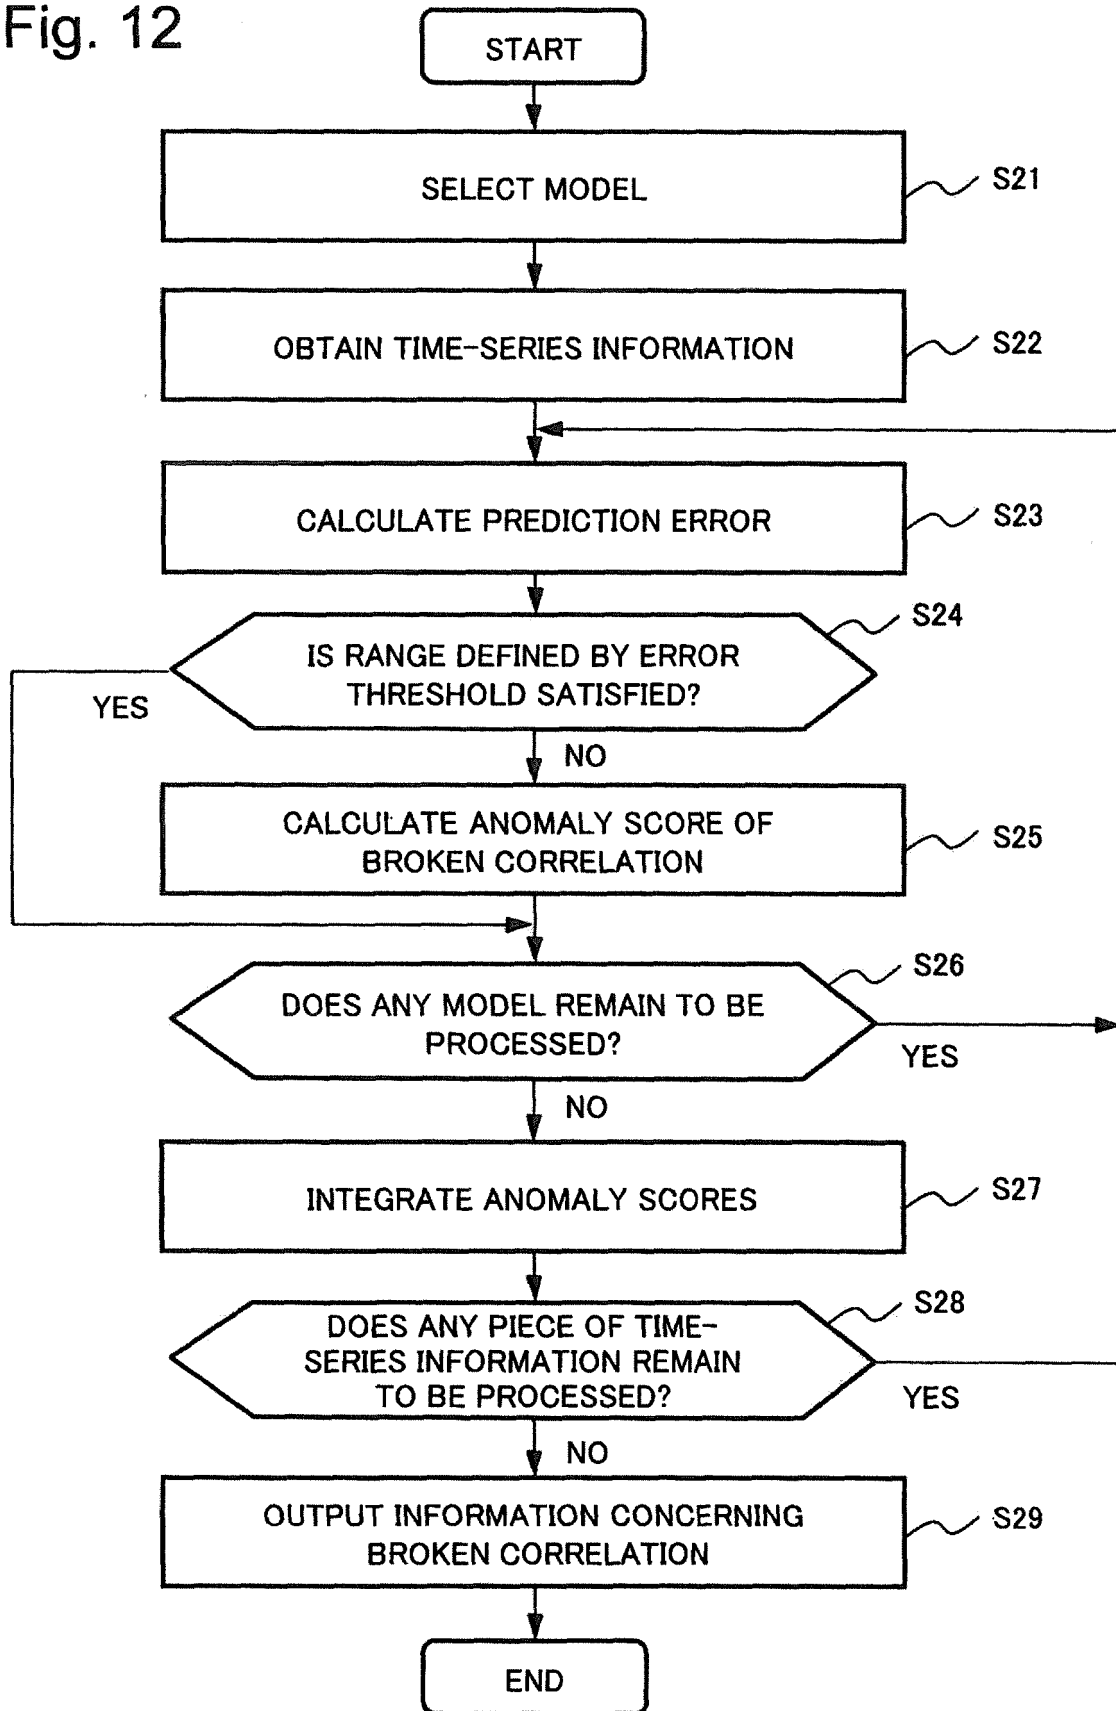 Fig. 12
START
SELECT MODEL
S21
OBTAIN TIME-SERIES INFORMATION
S22
CALCULATE PREDICTION ERROR
S23
S24
IS RANGE DEFINED BY ERROR
THRESHOLD SATISFIED?
YES
NO
CALCULATE ANOMALY SCORE OF
BROKEN CORRELATION
S25
S26
DOES ANY MODEL REMAIN TO BE
PROCESSED?
YES
NO
INTEGRATE ANOMALY SCORES
S27
S28
DOES ANY PIECE OF TIME-
SERIES INFORMATION REMAIN
TO BE PROCESSED?
YES
NO
OUTPUT INFORMATION CONCERNING
BROKEN CORRELATION
S29
END